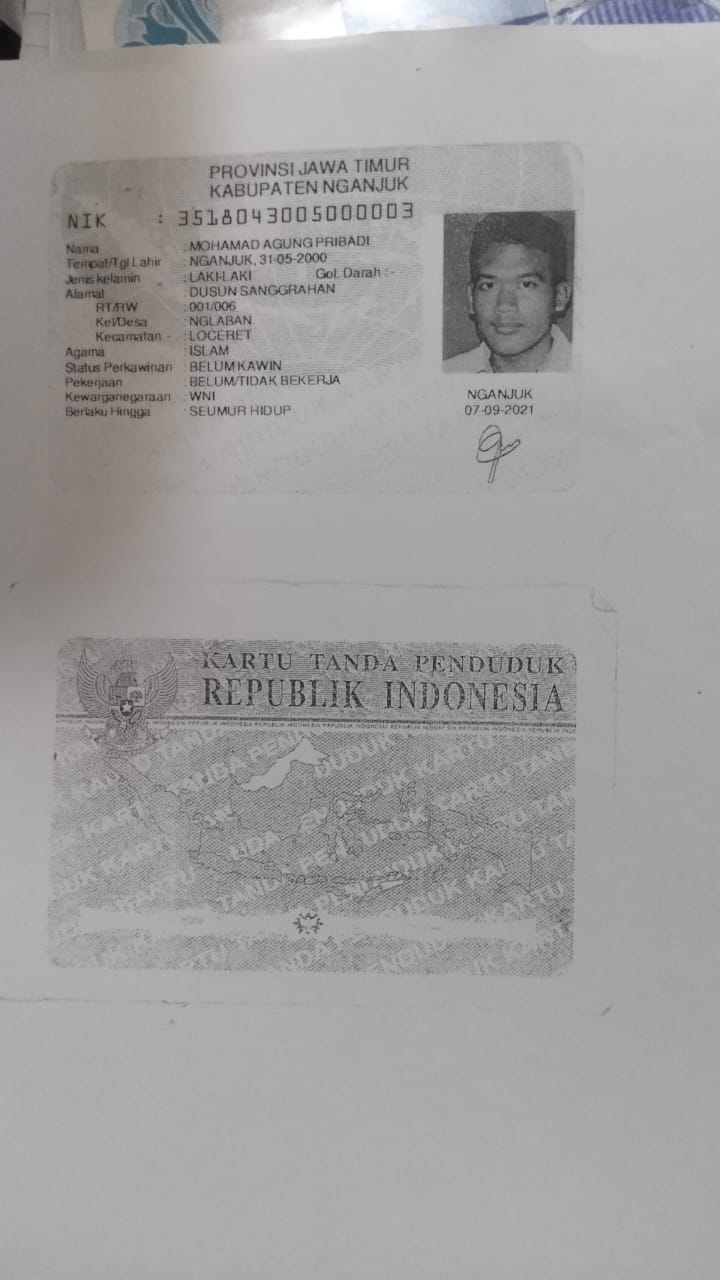 PROVINSI JAWA TIMUR
KABUPATEN NGANJUK
NIK : 3518043005000003
Nama : MOHAMAD AGUNG PRIBADI
Tempat/Tgl Lahir : NGANJUK, 31-05-2000
Jenis kelamin : LAKI-LAKI Gol. Darah : -
Alamat : DUSUN SANGGRAHAN
RT/RW : 001/006
Kel/Desa : NGLABAN
Kecamatan : LOCERET
Agama : ISLAM
Status Perkawinan : BELUM KAWIN
Pekerjaan : BELUM/TIDAK BEKERJA
Kewarganegaraan : WNI
Berlaku Hingga : SEUMUR HIDUP
NGANJUK
07-09-2021
KARTU TANDA PENDUDUK
REPUBLIK INDONESIA